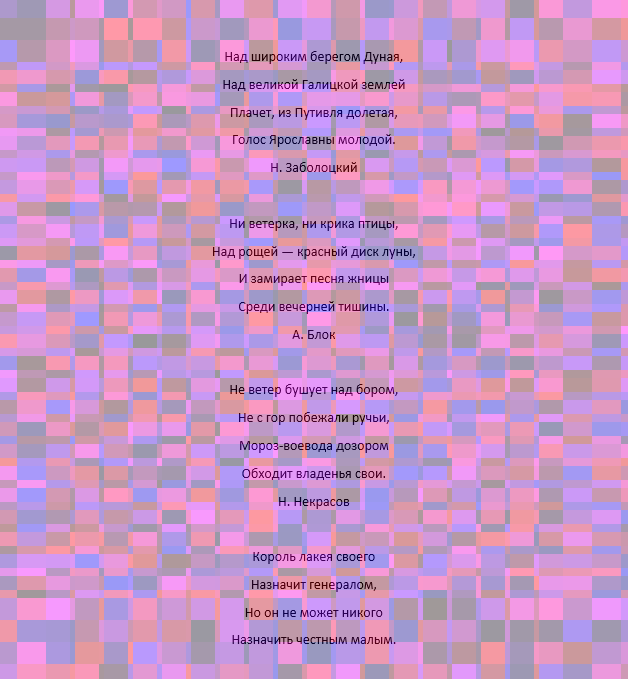 Над широким берегом Дуная,
Над великой Галицкой землей
Плачет, из Путивля долетая,
Голос Ярославны молодой.
Н. Заболоцкий
Ни ветерка, ни крика птицы,
Над рощей — красный диск луны,
И замирает песня жницы
Среди вечерней тишины.
А. Блок
Не ветер бушует над бором,
Не с гор побежали ручьи,
Мороз-воевода дозором
Обходит владенья свои.
Н. Некрасов
Король лакея своего
Назначит генералом,
Но он не может никого
Назначить честным малым.